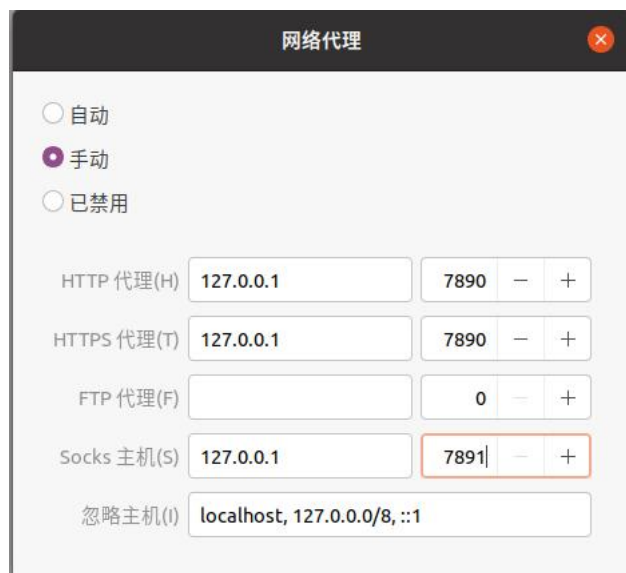 网络代理
自动
手动
已禁用
HTTP 代理(H) 127.0.0.1 7890 − +
HTTPS 代理(T) 127.0.0.1 7890 − +
FTP 代理(F) 0 − +
Socks 主机(S) 127.0.0.1 7891 − +
忽略主机(I) localhost, 127.0.0.0/8, ::1